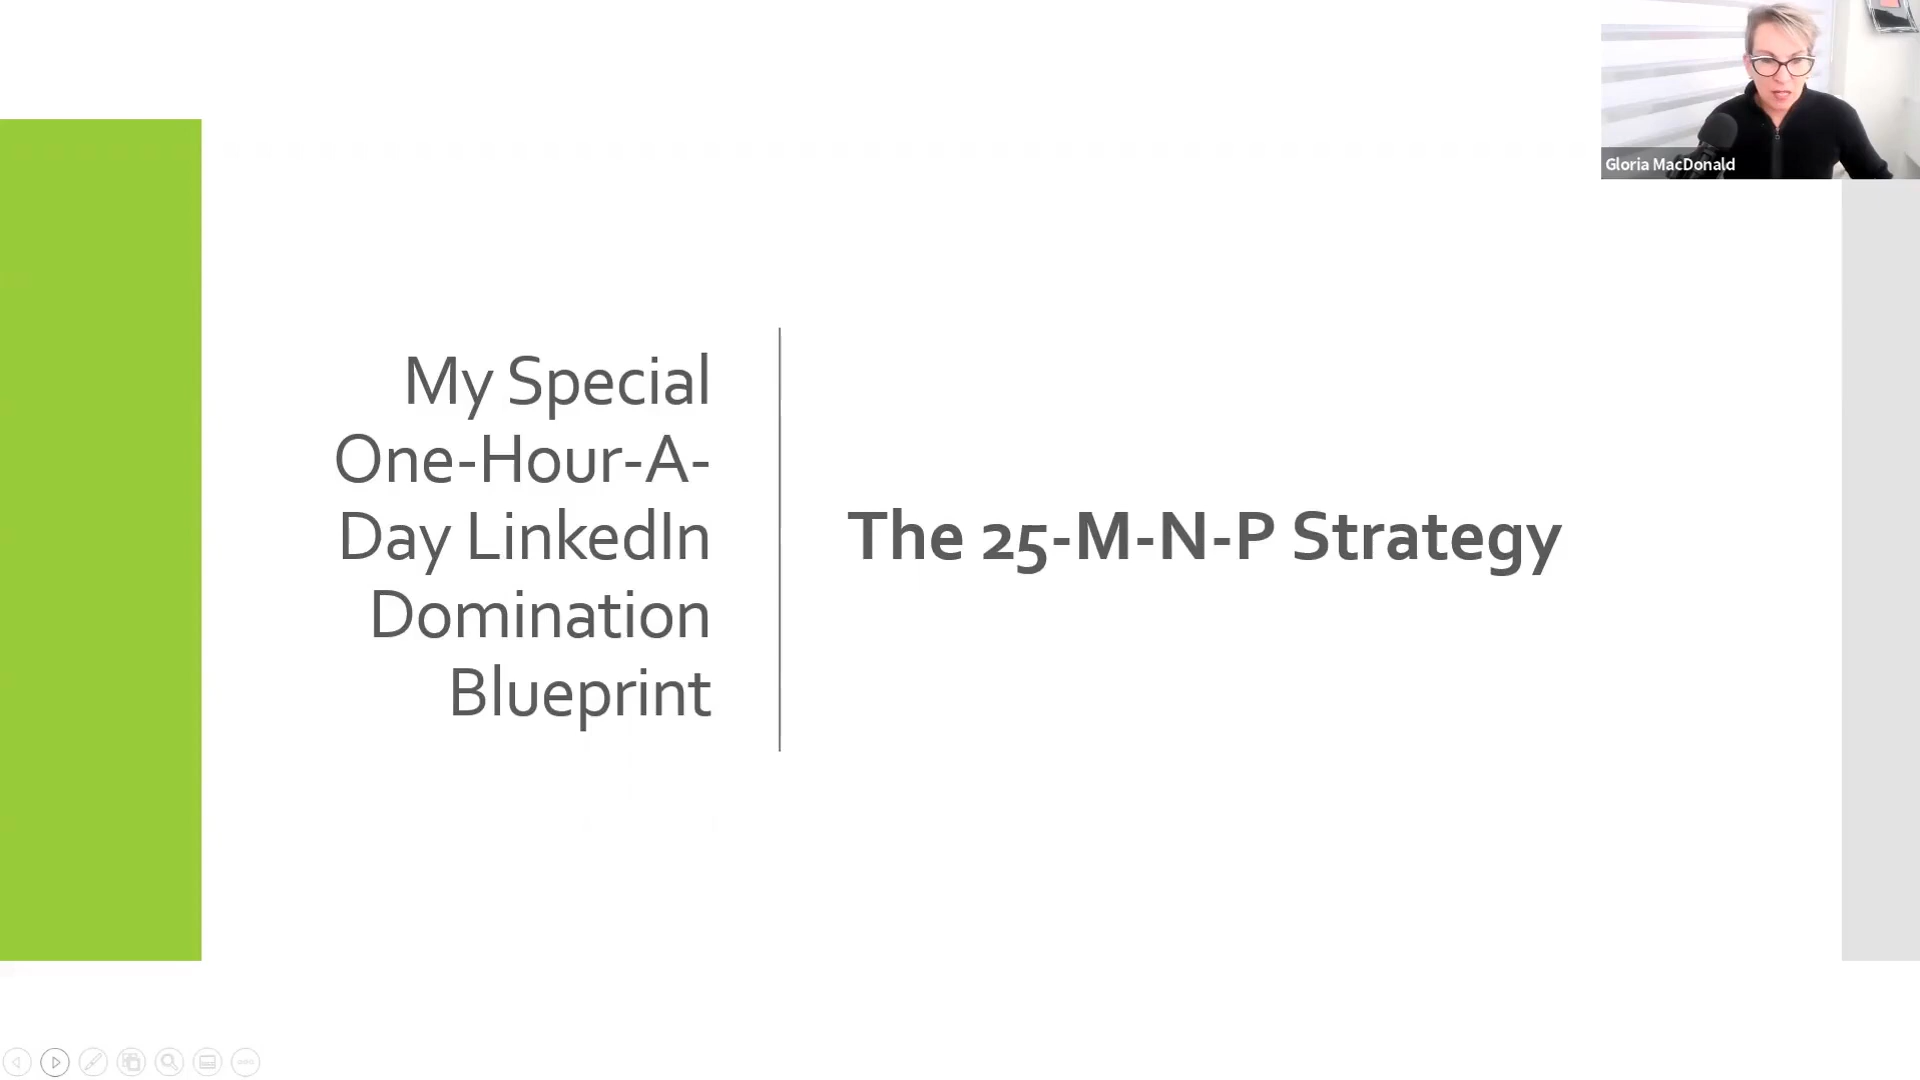 My Special
One-Hour-A-
Day LinkedIn
Domination
Blueprint
The 25-M-N-P Strategy
Gloria MacDonald